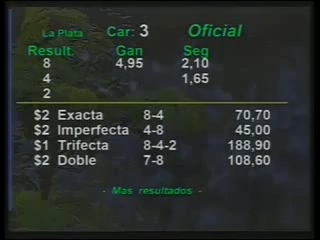 La Plata Car: 3 Oficial
Result. Gan Seg
8 4,95 2,10
4 1,65
2
$2 Exacta 8-4 70,70
$2 Imperfecta 4-8 45,00
$1 Trifecta 8-4-2 188,90
$2 Doble 7-8 108,60
- Mas resultados -